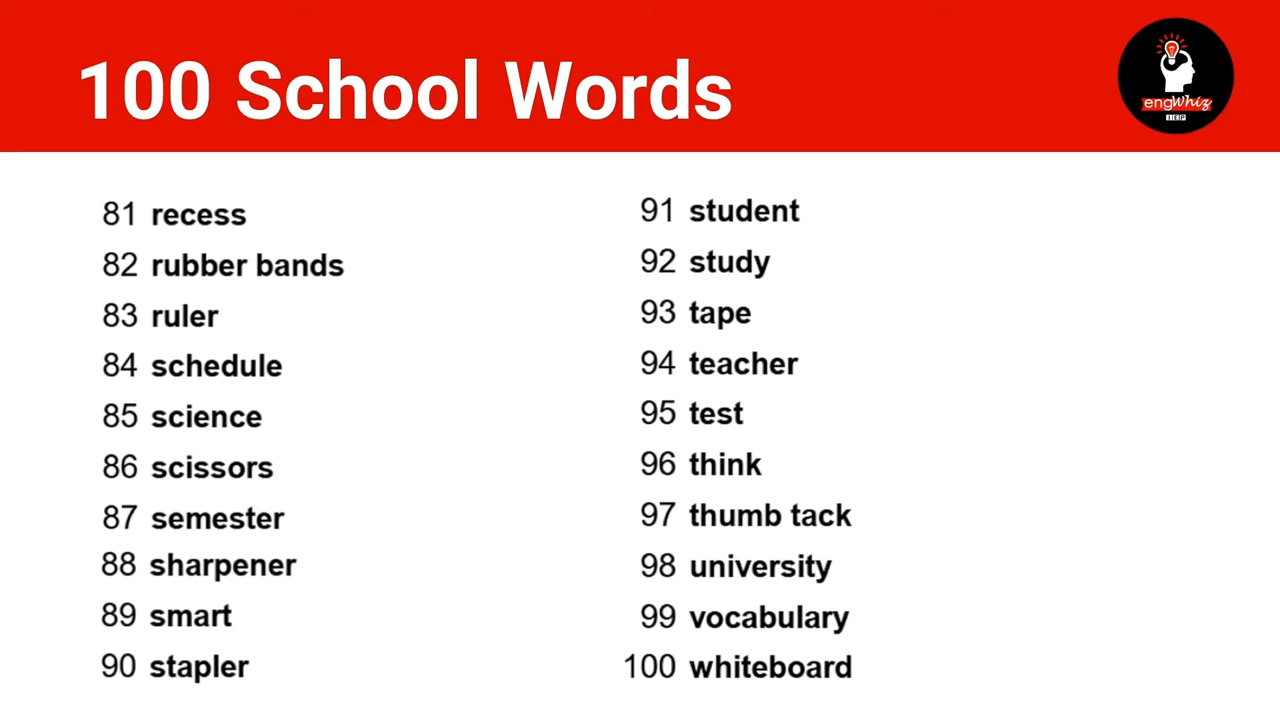 100 School Words
engWhiz
IEP
81 recess
82 rubber bands
83 ruler
84 schedule
85 science
86 scissors
87 semester
88 sharpener
89 smart
90 stapler
91 student
92 study
93 tape
94 teacher
95 test
96 think
97 thumb tack
98 university
99 vocabulary
100 whiteboard